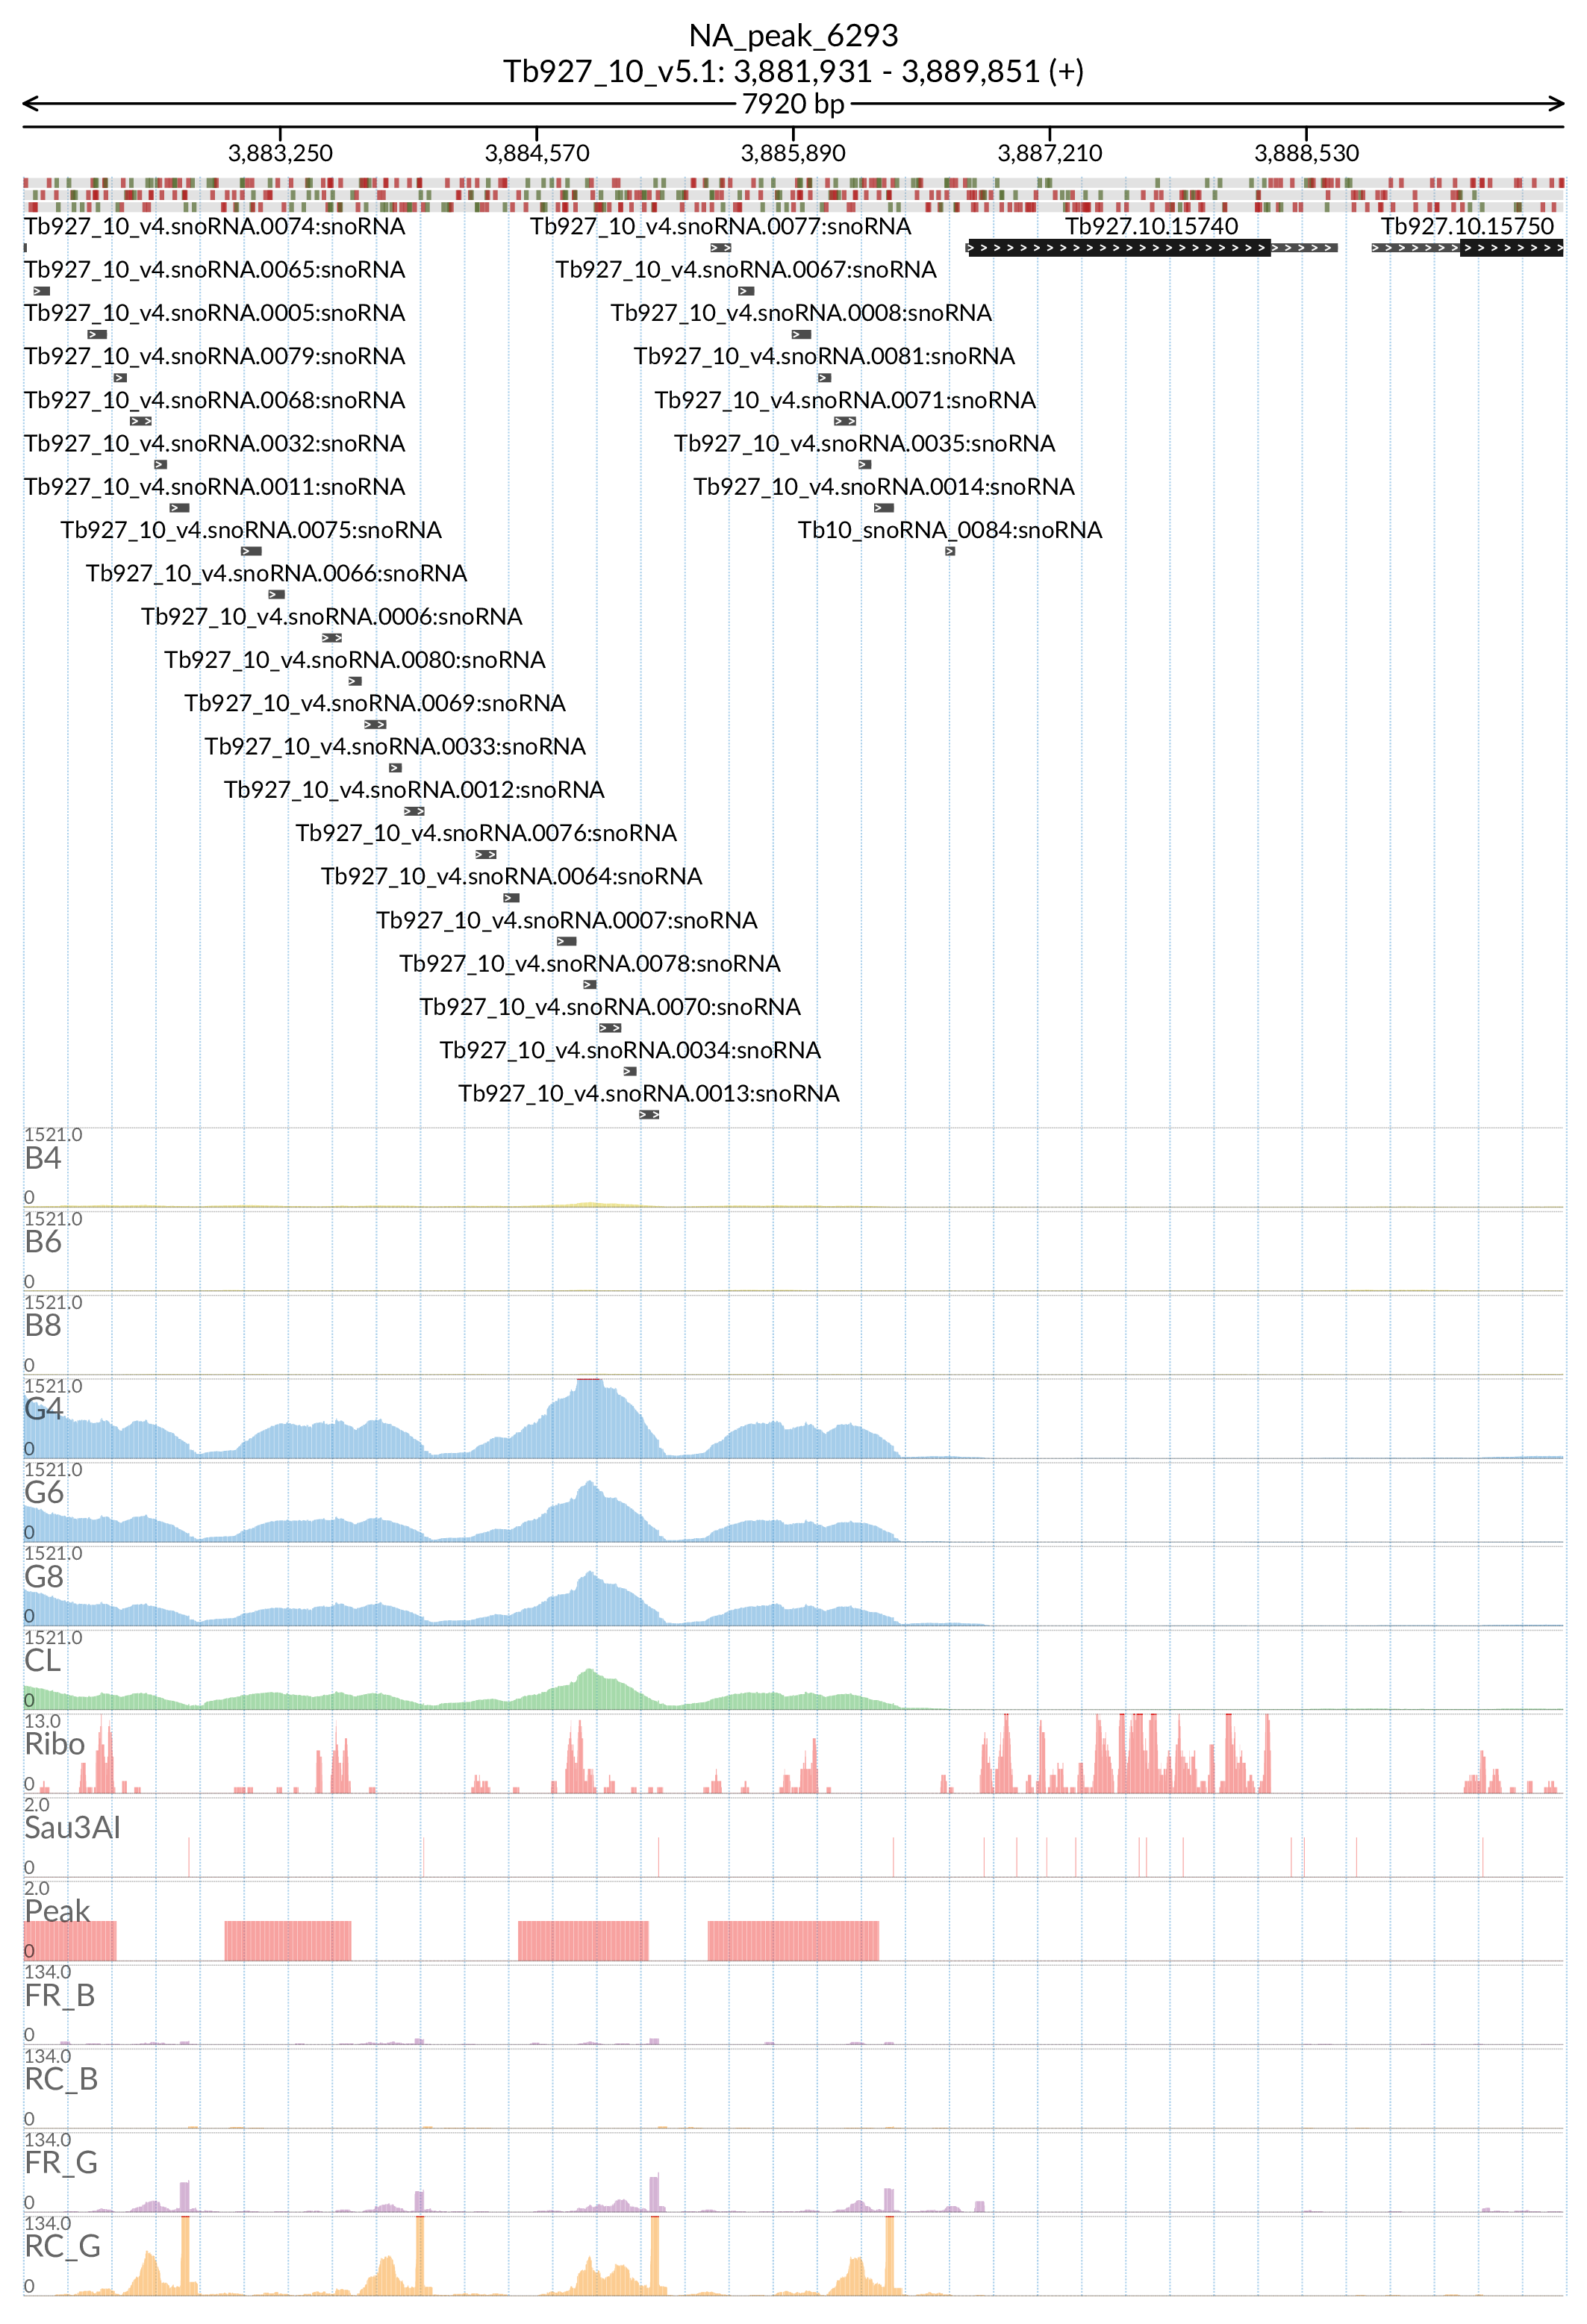 NA_peak_6293
Tb927_10_v5.1: 3,881,931 - 3,889,851 (+)
7920 bp
3,883,250 3,884,570 3,885,890 3,887,210 3,888,530
Tb927_10_v4.snoRNA.0074:snoRNA Tb927_10_v4.snoRNA.0077:snoRNA Tb927.10.15740 Tb927.10.15750
Tb927_10_v4.snoRNA.0065:snoRNA Tb927_10_v4.snoRNA.0067:snoRNA
Tb927_10_v4.snoRNA.0005:snoRNA Tb927_10_v4.snoRNA.0008:snoRNA
Tb927_10_v4.snoRNA.0079:snoRNA Tb927_10_v4.snoRNA.0081:snoRNA
Tb927_10_v4.snoRNA.0068:snoRNA Tb927_10_v4.snoRNA.0071:snoRNA
Tb927_10_v4.snoRNA.0032:snoRNA Tb927_10_v4.snoRNA.0035:snoRNA
Tb927_10_v4.snoRNA.0011:snoRNA Tb927_10_v4.snoRNA.0014:snoRNA
Tb927_10_v4.snoRNA.0075:snoRNA Tb10_snoRNA_0084:snoRNA
Tb927_10_v4.snoRNA.0066:snoRNA
Tb927_10_v4.snoRNA.0006:snoRNA
Tb927_10_v4.snoRNA.0080:snoRNA
Tb927_10_v4.snoRNA.0069:snoRNA
Tb927_10_v4.snoRNA.0033:snoRNA
Tb927_10_v4.snoRNA.0012:snoRNA
Tb927_10_v4.snoRNA.0076:snoRNA
Tb927_10_v4.snoRNA.0064:snoRNA
Tb927_10_v4.snoRNA.0007:snoRNA
Tb927_10_v4.snoRNA.0078:snoRNA
Tb927_10_v4.snoRNA.0070:snoRNA
Tb927_10_v4.snoRNA.0034:snoRNA
Tb927_10_v4.snoRNA.0013:snoRNA
1521.0
B4
0
1521.0
B6
0
1521.0
B8
0
1521.0
G4
0
1521.0
G6
0
1521.0
G8
0
1521.0
CL
0
13.0
Ribo
0
2.0
Sau3AI
0
2.0
Peak
0
134.0
FR_B
0
134.0
RC_B
0
134.0
FR_G
0
134.0
RC_G
0